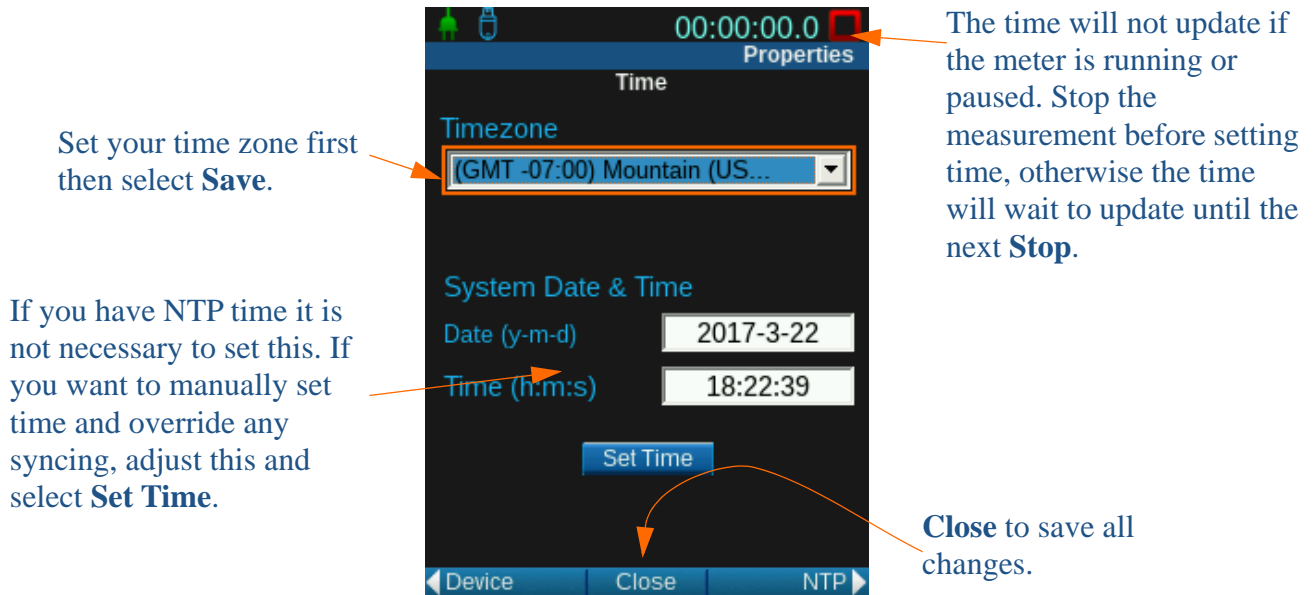 00:00:00.0
Properties
Time
Timezone
(GMT -07:00) Mountain (US...
System Date & Time
Date (y-m-d)
2017-3-22
Time (h:m:s)
18:22:39
Set Time
Device
Close
NTP
Set your time zone first
then select Save.
If you have NTP time it is
not necessary to set this. If
you want to manually set
time and override any
syncing, adjust this and
select Set Time.
The time will not update if
the meter is running or
paused. Stop the
measurement before setting
time, otherwise the time
will wait to update until the
next Stop.
Close to save all
changes.